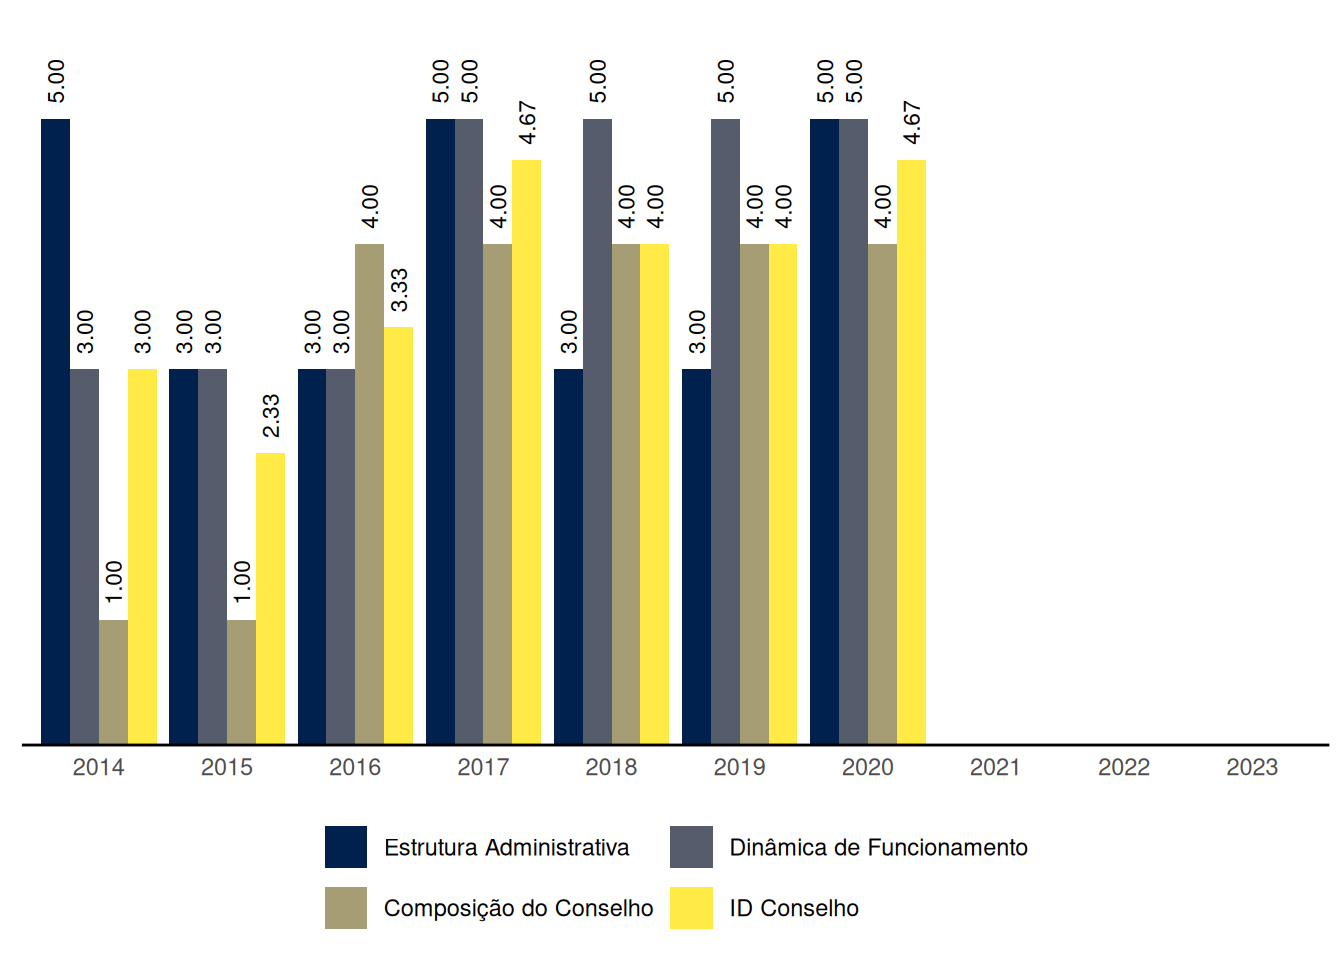 5.00 3.00 1.00 3.00 3.00 3.00 1.00 2.33 3.00 3.00 4.00 3.33 5.00 5.00 4.00 4.67 3.00 5.00 4.00 4.00 3.00 5.00 4.00 4.00 5.00 5.00 4.00 4.67
2014 2015 2016 2017 2018 2019 2020 2021 2022 2023
Estrutura Administrativa Dinâmica de Funcionamento
Composição do Conselho ID Conselho